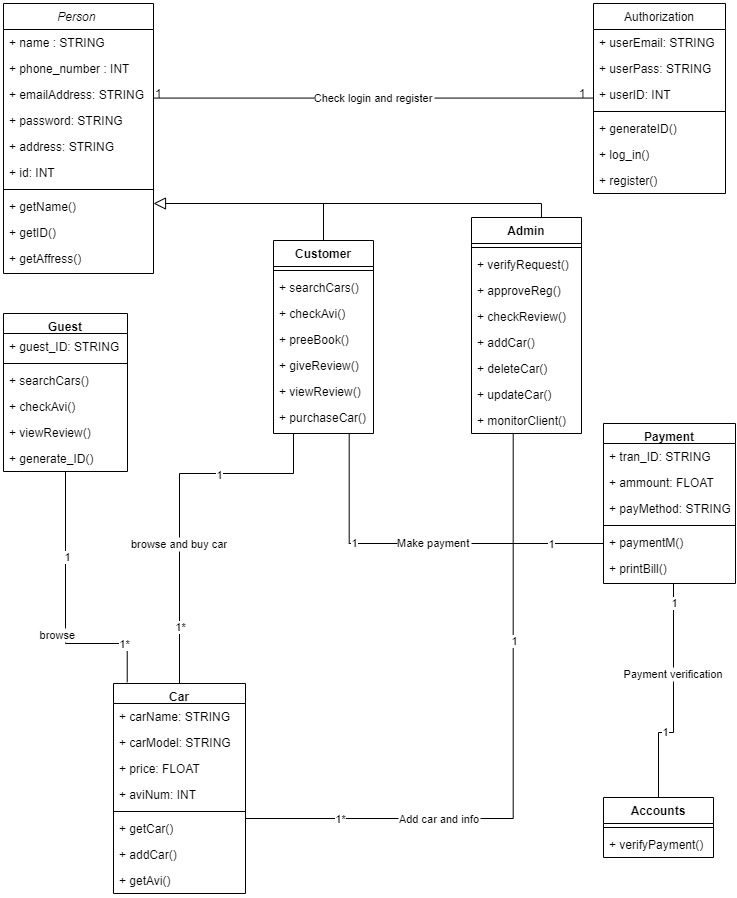 Person
+ name : STRING
+ phone_number : INT
+ emailAddress: STRING
+ password: STRING
+ address: STRING
+ id: INT
+ getName()
+ getID()
+ getAffress()
1
Check login and register
1
Authorization
+ userEmail: STRING
+ userPass: STRING
+ userID: INT
+ generateID()
+ log_in()
+ register()
Customer
+ searchCars()
+ checkAvi()
+ preeBook()
+ giveReview()
+ viewReview()
+ purchaseCar()
Admin
+ verifyRequest()
+ approveReg()
+ checkReview()
+ addCar()
+ deleteCar()
+ updateCar()
+ monitorClient()
Guest
+ guest_ID: STRING
+ searchCars()
+ checkAvi()
+ viewReview()
+ generate_ID()
Payment
+ tran_ID: STRING
+ ammount: FLOAT
+ payMethod: STRING
+ paymentM()
+ printBill()
1
browse and buy car
1*
1
Make payment
1
1
browse
1*
1
1
Payment verification
1
Car
+ carName: STRING
+ carModel: STRING
+ price: FLOAT
+ aviNum: INT
+ getCar()
+ addCar()
+ getAvi()
1*
Add car and info
Accounts
+ verifyPayment()